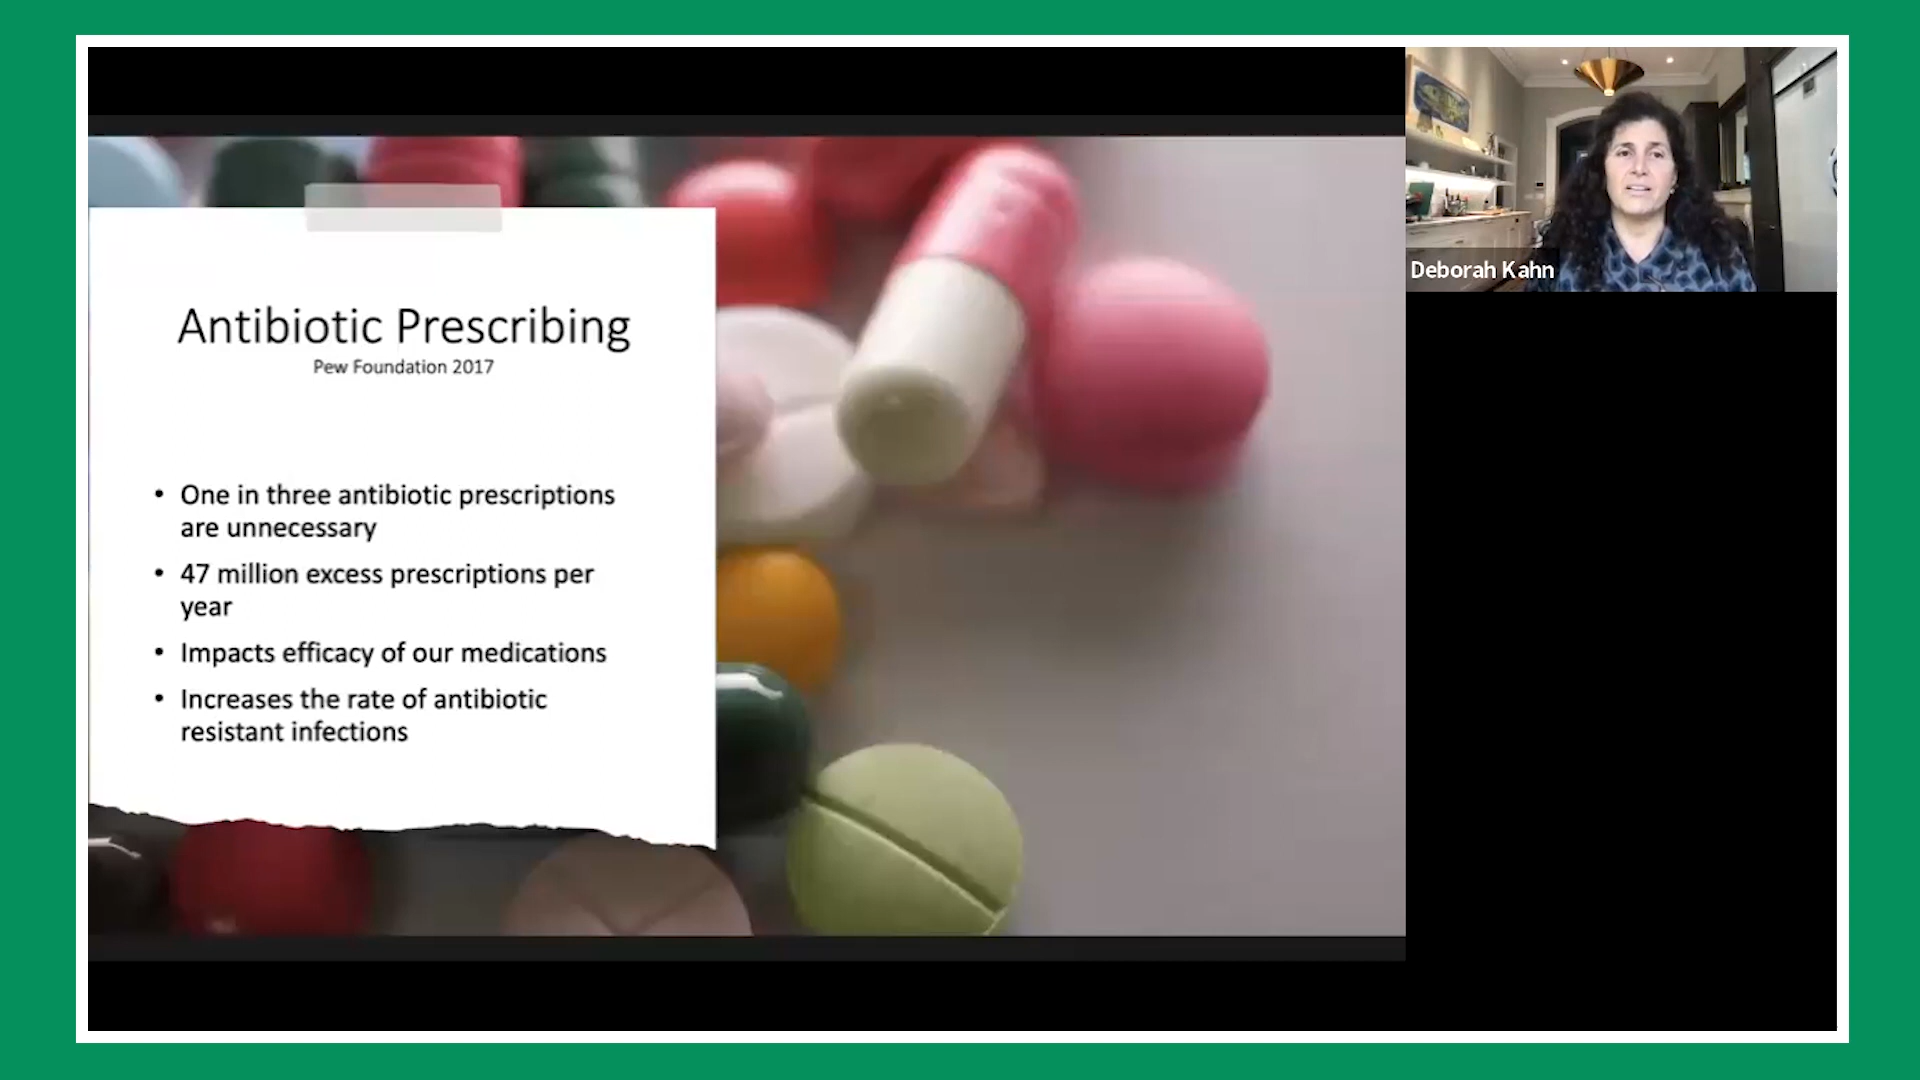 Antibiotic Prescribing
Pew Foundation 2017
• One in three antibiotic prescriptions
are unnecessary
• 47 million excess prescriptions per
year
• Impacts efficacy of our medications
• Increases the rate of antibiotic
resistant infections
Deborah Kahn